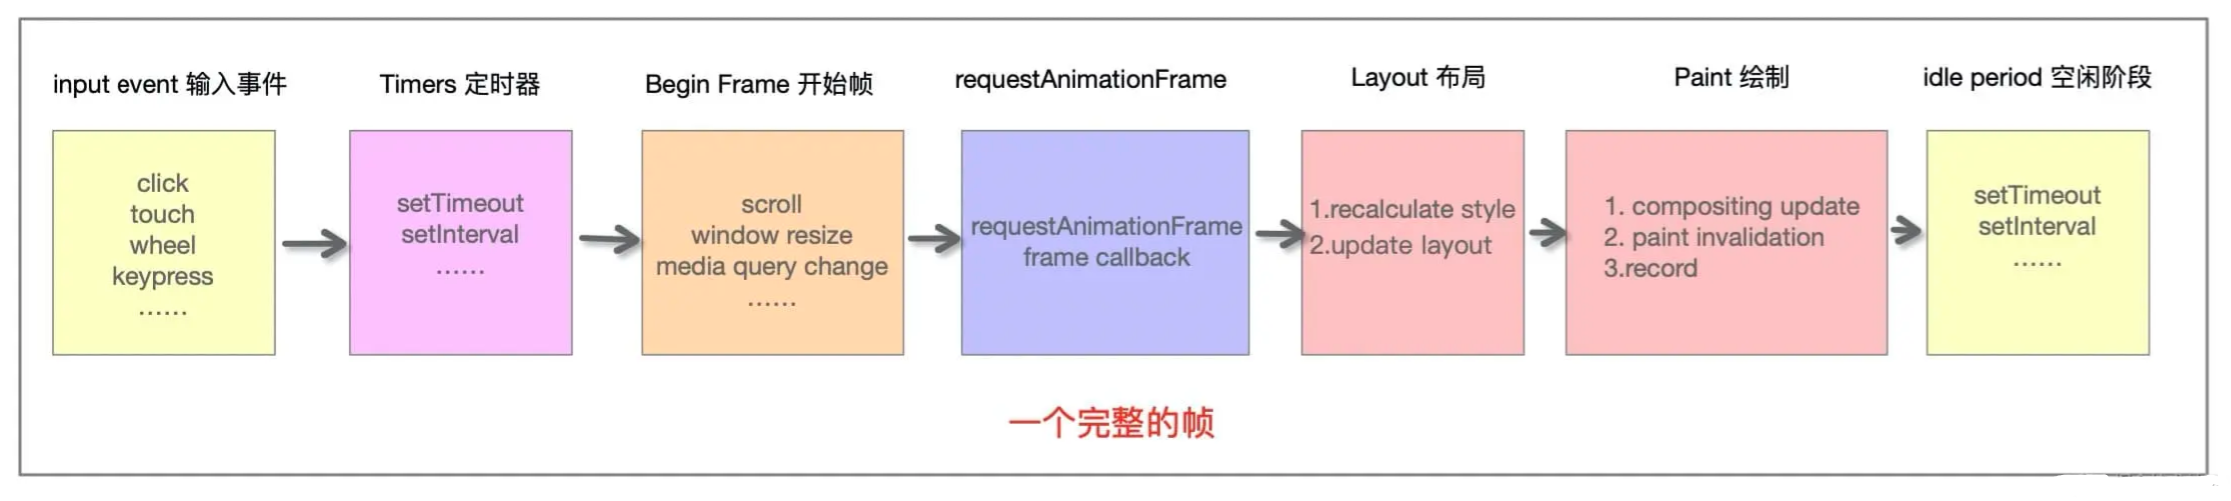 input event 输入事件
click
touch
wheel
keypress
......
Timers 定时器
setTimeout
setInterval
......
Begin Frame 开始帧
scroll
window resize
media query change
......
requestAnimationFrame
requestAnimationFrame
frame callback
Layout 布局
1.recalculate style
2.update layout
Paint 绘制
1. compositing update
2. paint invalidation
3.record
idle period 空闲阶段
setTimeout
setInterval
......
一个完整的帧